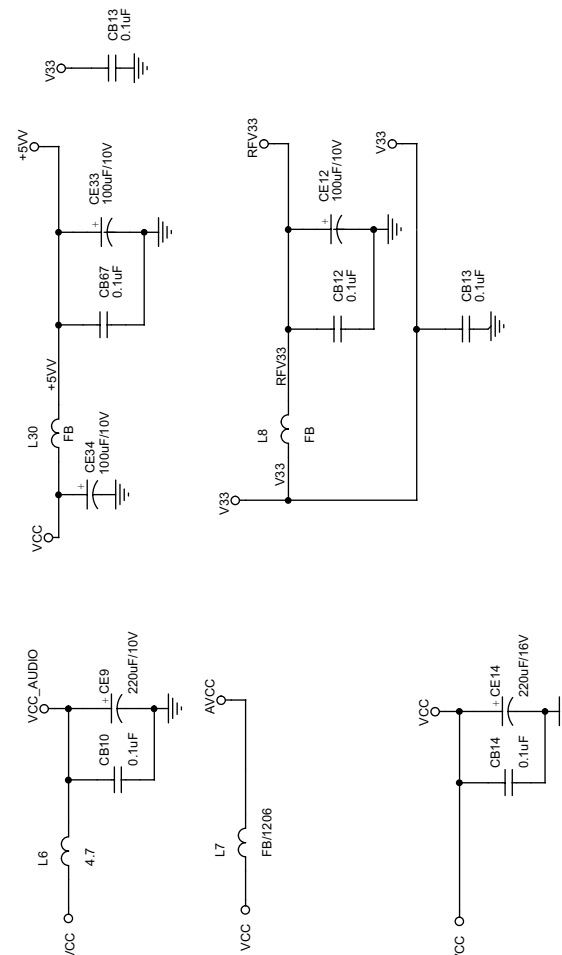 CB13
0.1uF
V33
+5VV
CE33
100uF/10V
+
CB67
0.1uF
+5VV
L30
FB
CE34
100uF/10V
+
VCC
RFV33
CE12
100uF/10V
+
CB12
0.1uF
RFV33
L8
FB
V33
V33
V33
CB13
0.1uF
VCC_AUDIO
+
CE9
220uF/10V
CB10
0.1uF
L6
4.7
VCC
AVCC
L7
FB/1206
VCC
VCC
+
CE14
220uF/16V
CB14
0.1uF
VCC